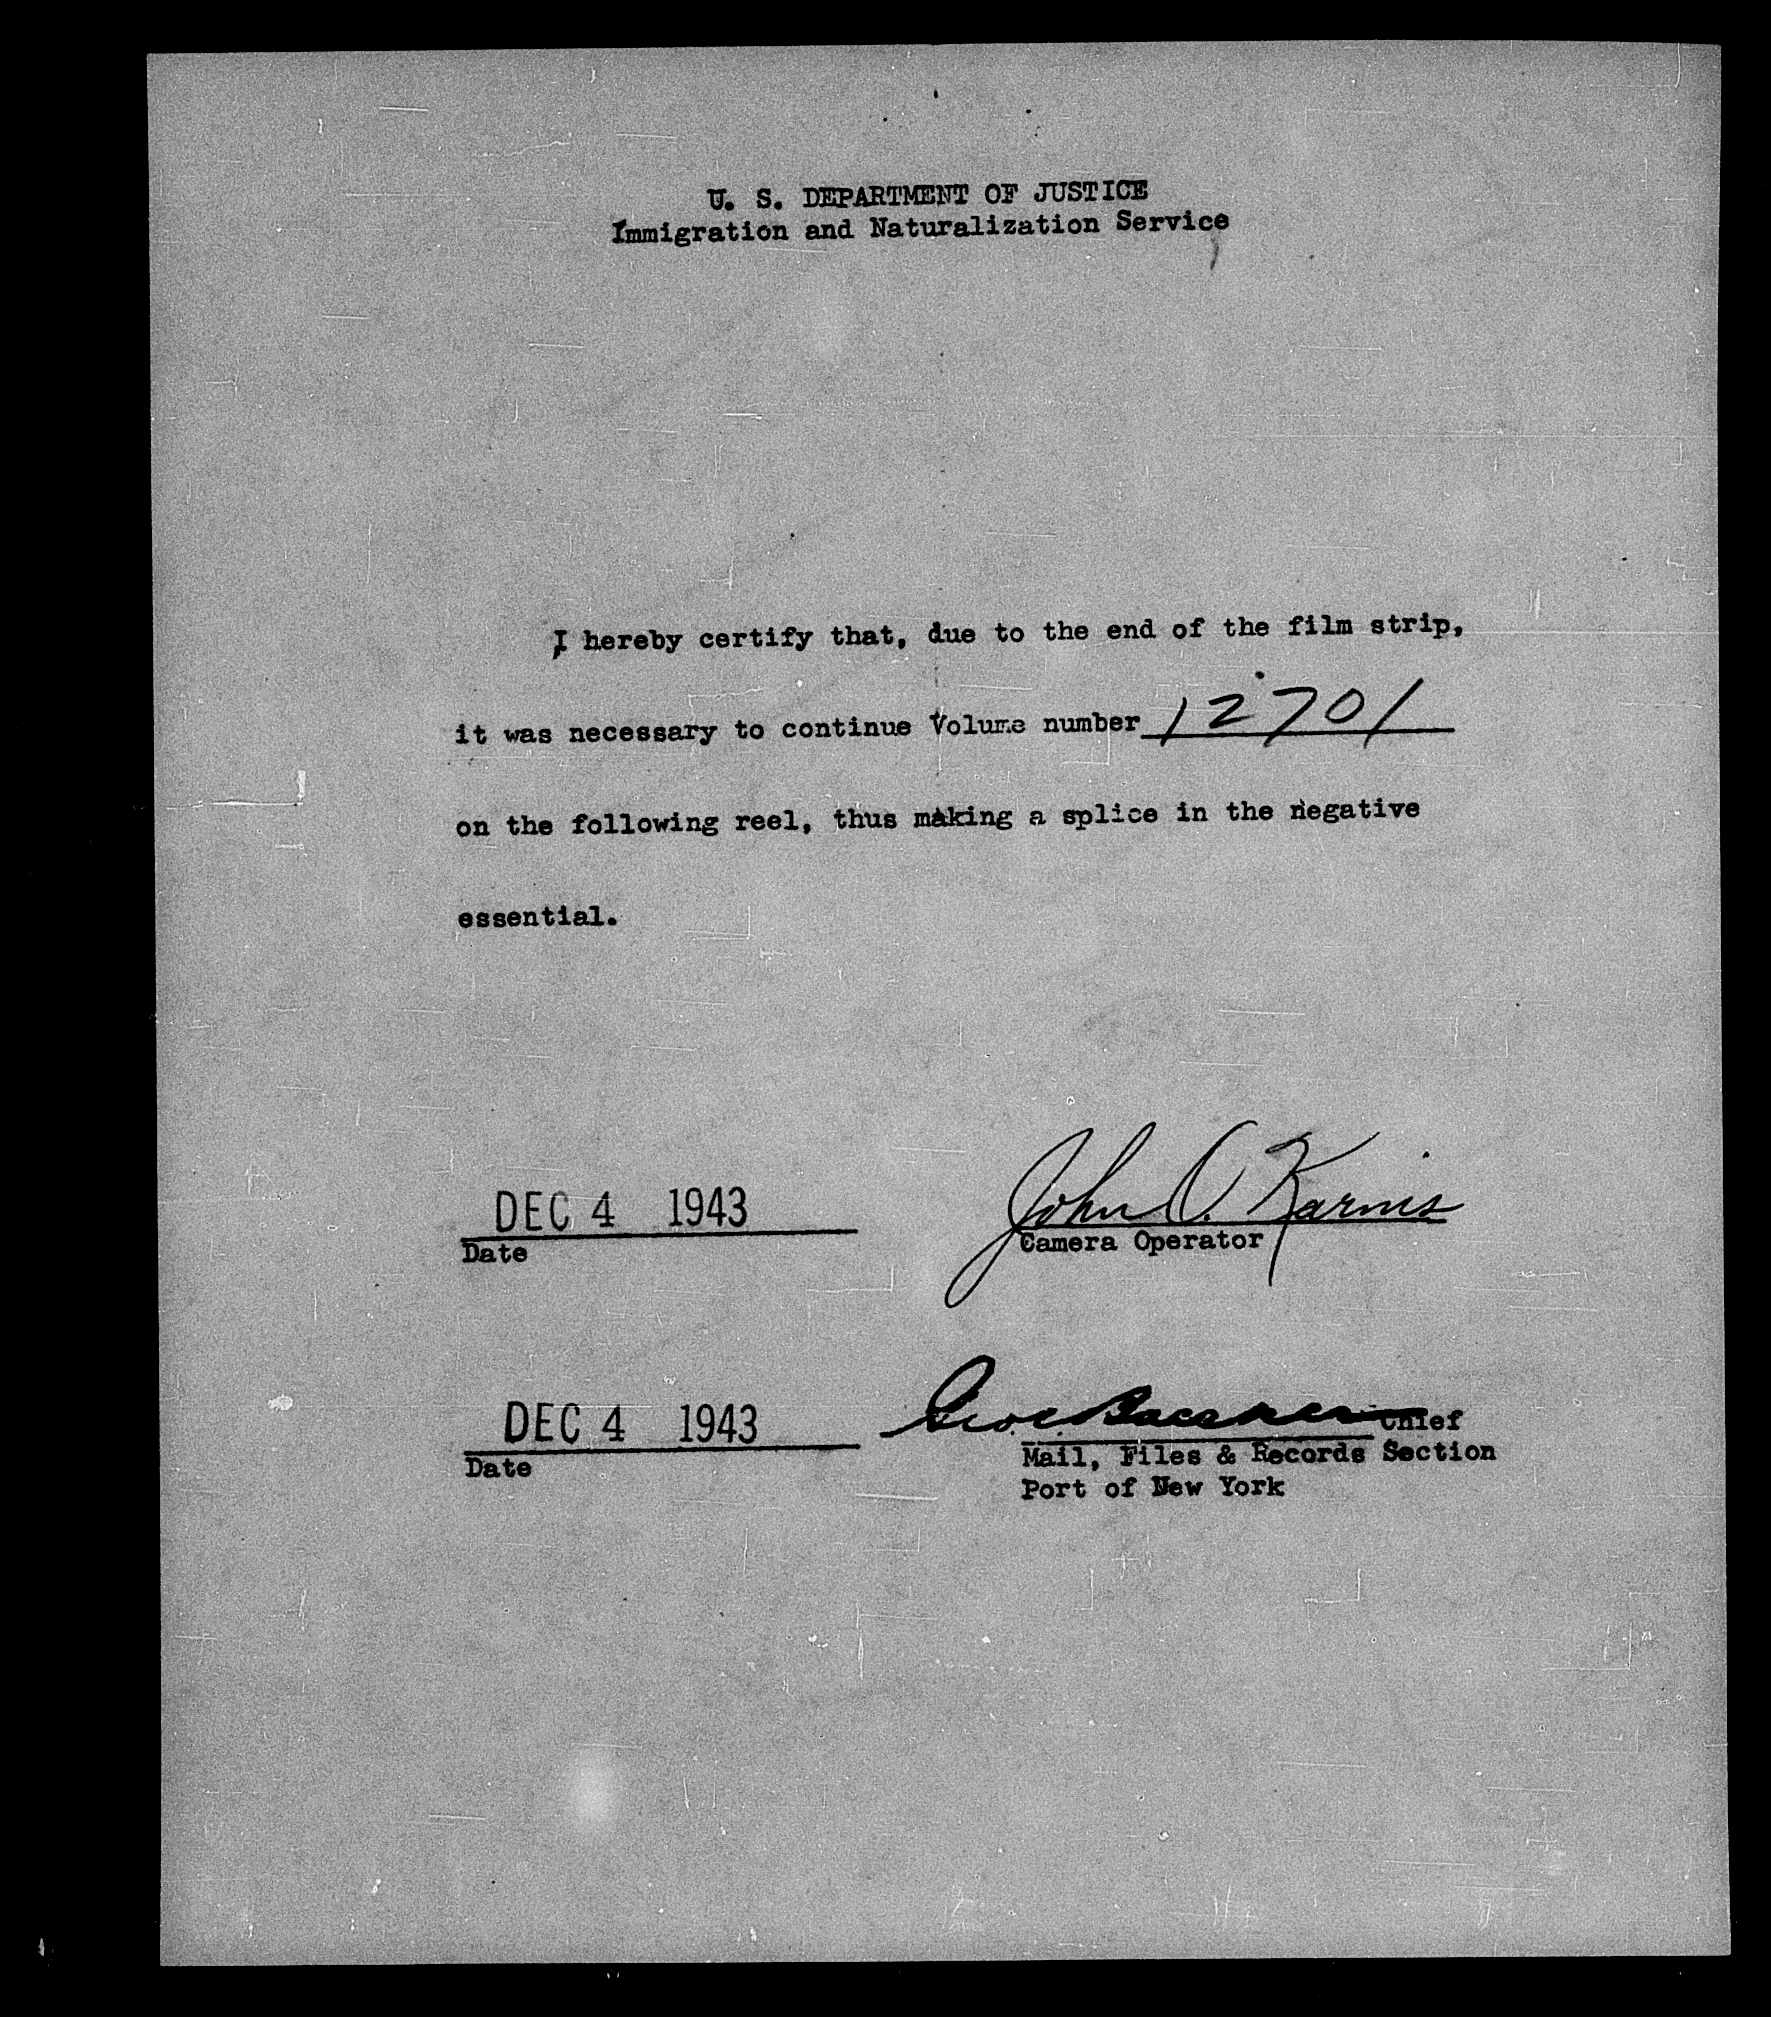 U. S. DEPARTMENT OF JUSTICE
Immigration and Naturalization Service
I hereby certify that, due to the end of the film strip,
it was necessary to continue Volume number 12701
on the following reel, thus making a splice in the negative
essential.
DEC 4 1943
John O. Karnis
Date
Camera Operator
DEC 4 1943
Chief
Date
Mail, Files & Records Section
Port of New York